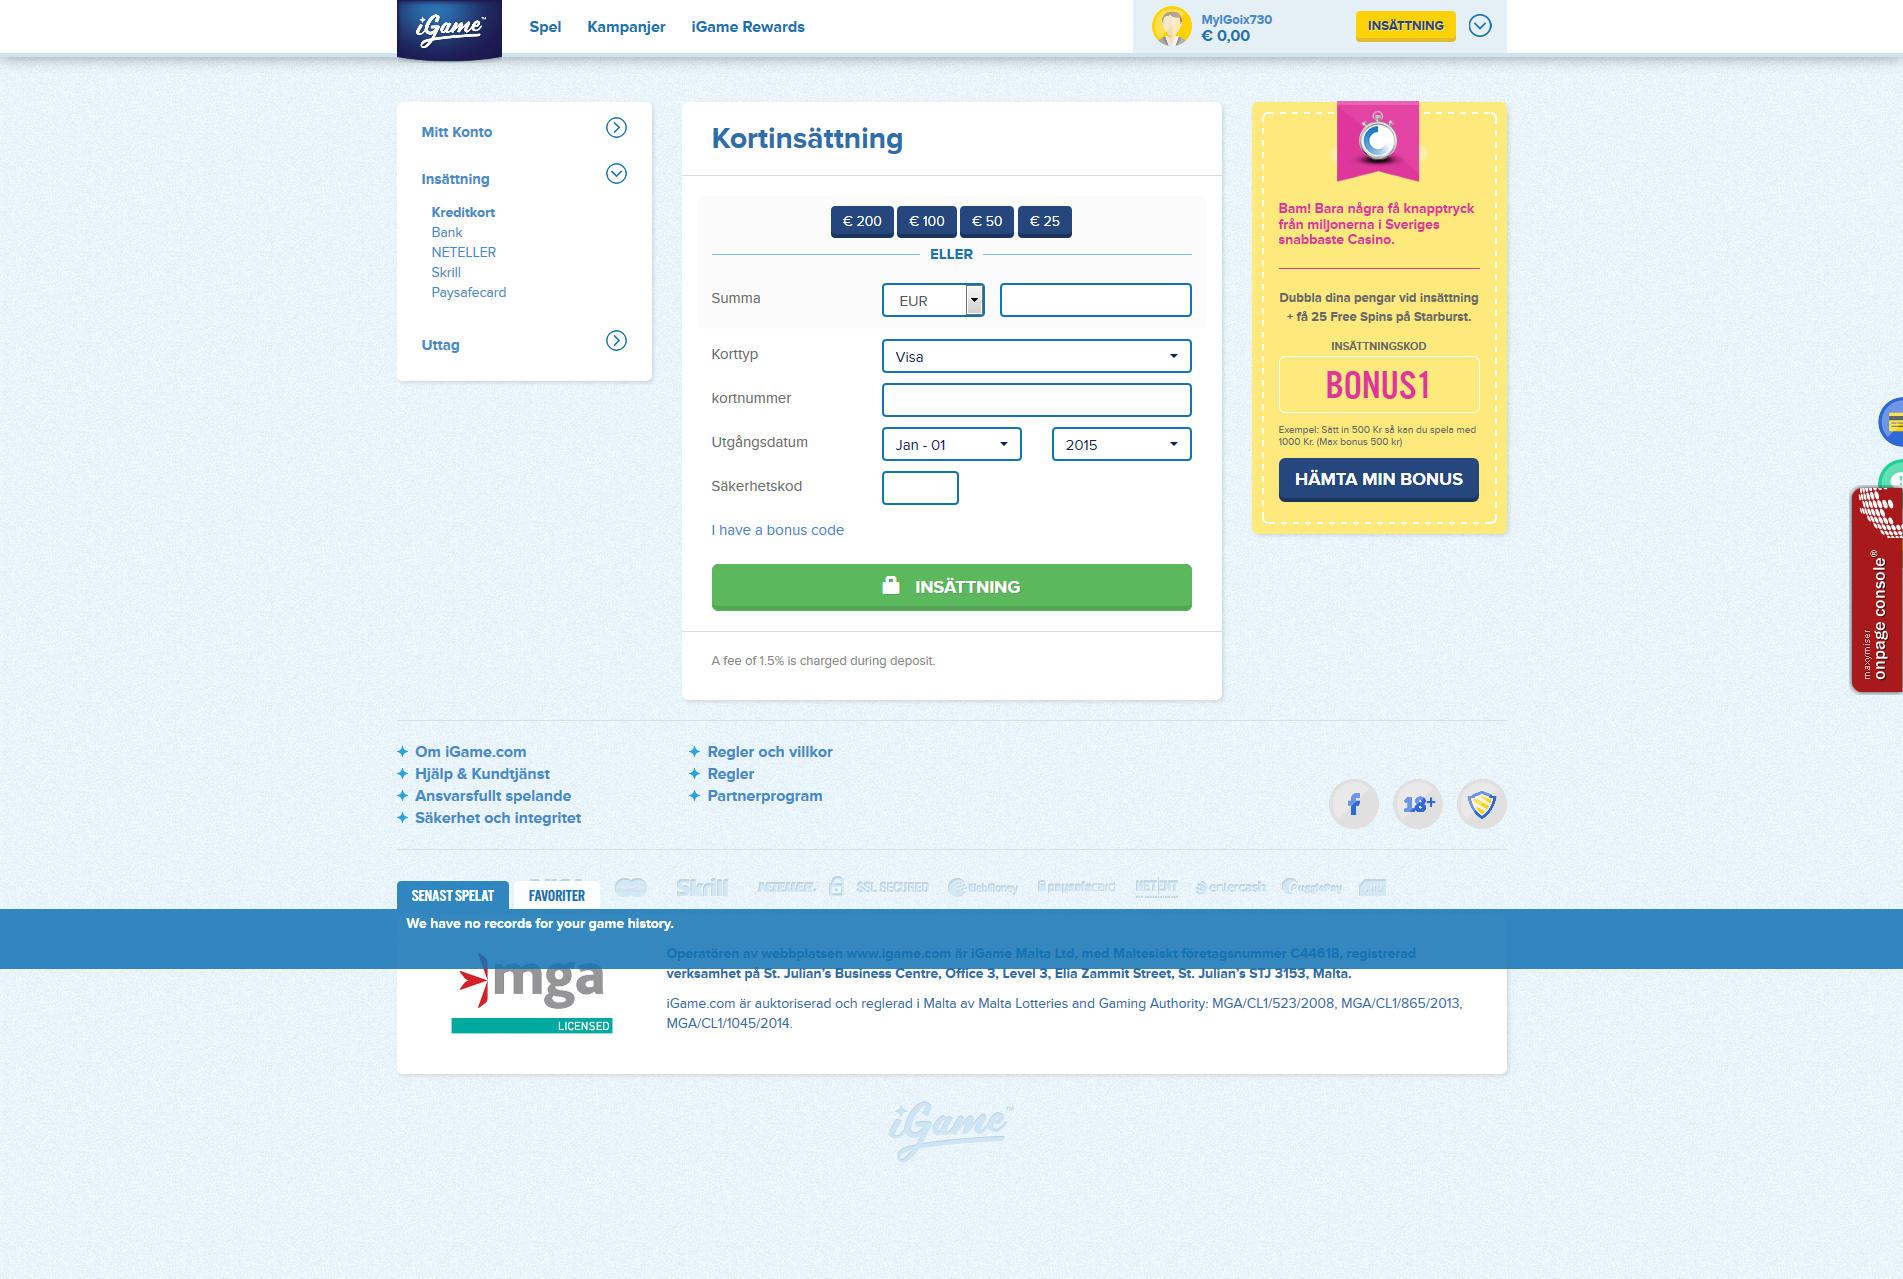 iGame™
Spel
Kampanjer
iGame Rewards
MyIGoix730
€ 0,00
INSÄTTNING
Mitt Konto
Insättning
Kreditkort
Bank
NETELLER
Skrill
Paysafecard
Uttag
Kortinsättning
€ 200
€ 100
€ 50
€ 25
ELLER
Summa
EUR
Korttyp
Visa
kortnummer
Utgångsdatum
Jan - 01
2015
Säkerhetskod
I have a bonus code
INSÄTTNING
A fee of 1.5% is charged during deposit.
Bam! Bara några få knapptryck
från miljonerna i Sveriges
snabbaste Casino.
Dubbla dina pengar vid insättning
+ få 25 Free Spins på Starburst.
INSÄTTNINGSKOD
BONUS1
Exempel: Sätt in 500 Kr så kan du spela med
1000 Kr. (Max bonus 500 kr)
HÄMTA MIN BONUS
maxymiser
onpage console®
Om iGame.com
Hjälp & Kundtjänst
Ansvarsfullt spelande
Säkerhet och integritet
Regler och villkor
Regler
Partnerprogram
f
18+
SENAST SPELAT
FAVORITER
Skrill
NETELLER
SSL SECURED
WebMoney
paysafecard
NETENT
entercash
We have no records for your game history.
mga
LICENSED
Operatören av webbplatsen www.igame.com är iGame Malta Ltd, med Maltesiskt företagsnummer C44618, registrerad
verksamhet på St. Julian's Business Centre, Office 3, Level 3, Elia Zammit Street, St. Julian's STJ 3153, Malta.
iGame.com är auktoriserad och reglerad i Malta av Malta Lotteries and Gaming Authority: MGA/CL1/523/2008, MGA/CL1/865/2013,
MGA/CL1/1045/2014.
iGame™